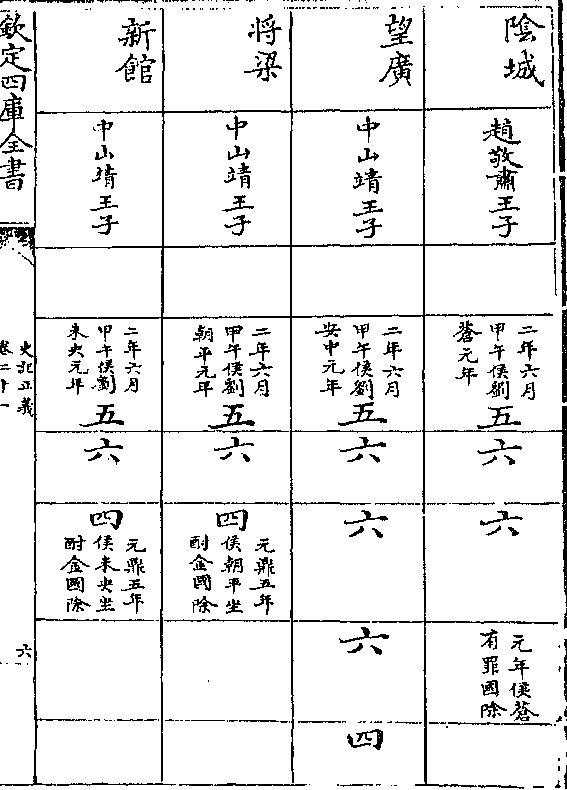 陰城
趙敬肅王子
二年六月
甲午侯劉
蒼元年
五
六
六
元年侯蒼
有罪國除
望廣
中山靖王子
二年六月
甲午侯劉
安中元年
五
六
六
六
四
将梁
中山靖王子
二年六月
甲午侯劉
朝平元年
五
六
四
元鼎五年
侯朝平坐
酎金國除
新館
中山靖王子
二年六月
甲午侯劉
未央元年
五
六
四
元鼎五年
侯未央坐
酎金國除
欽定四庫全書
史記正義
卷二十一
六